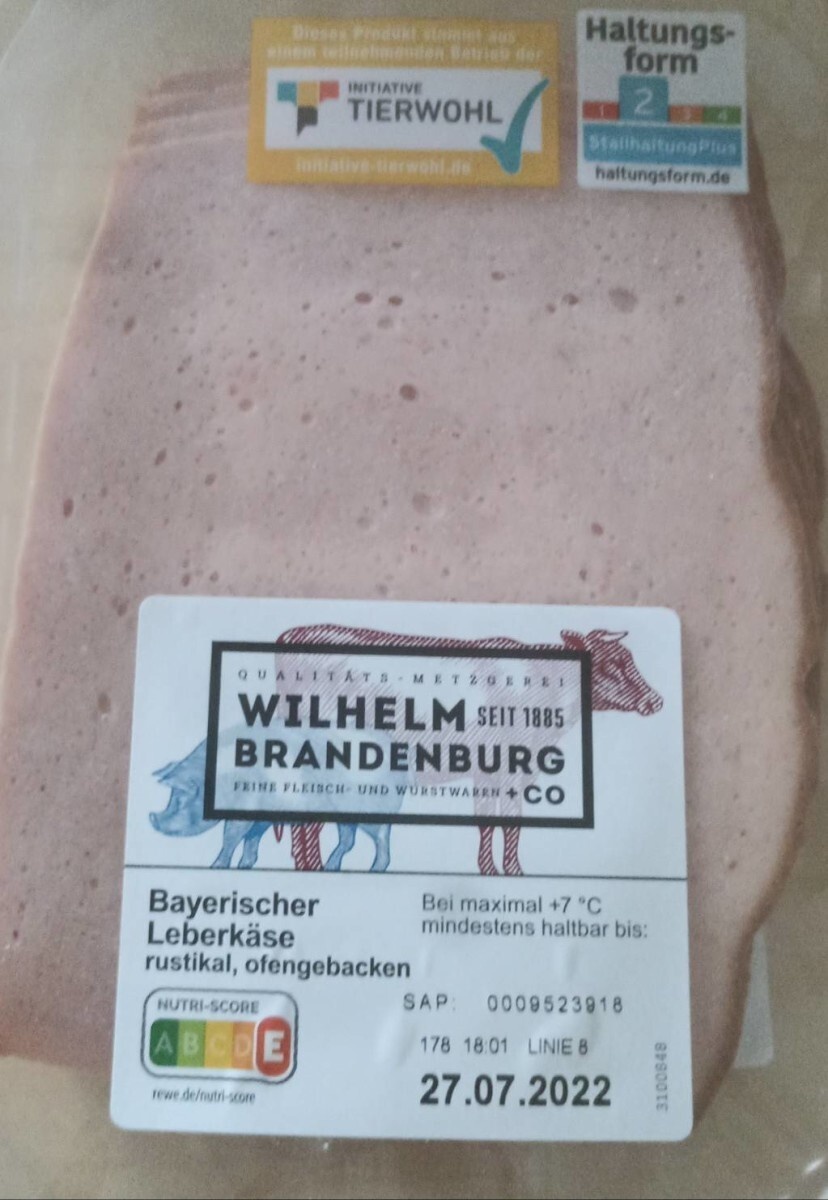 Dieses Produkt stammt aus
einem teilnehmenden Betrieb der
INITIATIVE
TIERWOHL
initiative-tierwohl.de
Haltungs-
form
1 2 3 4
StallhaltungPlus
haltungsform.de
QUALITÄTS-METZGEREI
WILHELM SEIT 1885
BRANDENBURG
FEINE FLEISCH- UND WURSTWAREN + CO
Bayerischer
Leberkäse
rustikal, ofengebacken
Bei maximal +7 °C
mindestens haltbar bis:
NUTRI-SCORE
A B C D E
rewe.de/nutri-score
SAP: 0009523918
178 18:01 LINIE 8
27.07.2022
3100848